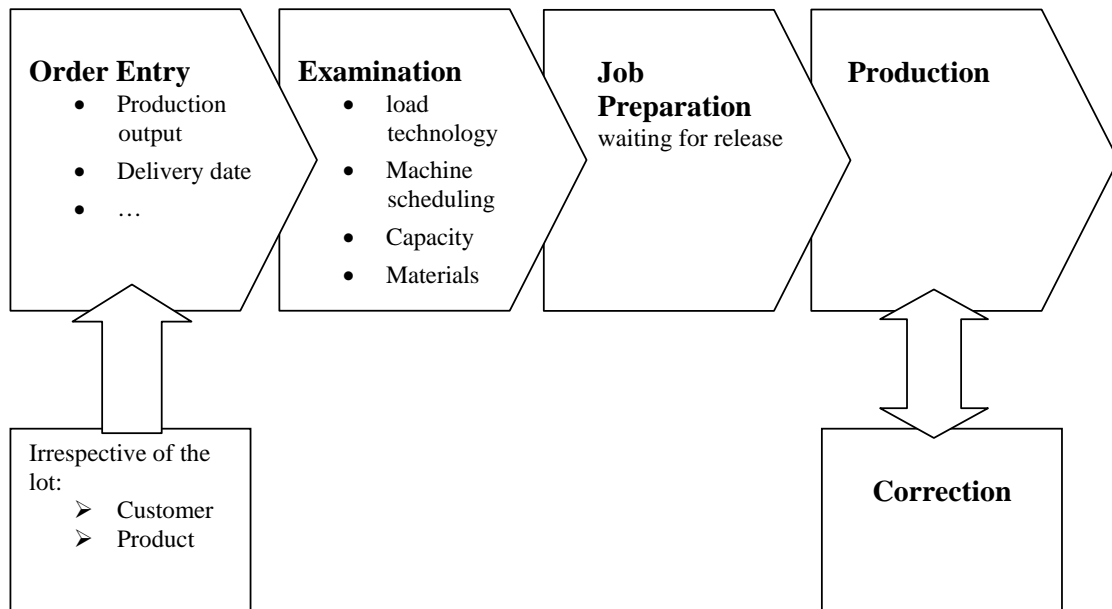 Order Entry
• Production
output
• Delivery date
• …
Examination
• load
technology
• Machine
scheduling
• Capacity
• Materials
Job
Preparation
waiting for release
Production
Irrespective of the
lot:
➢ Customer
➢ Product
Correction